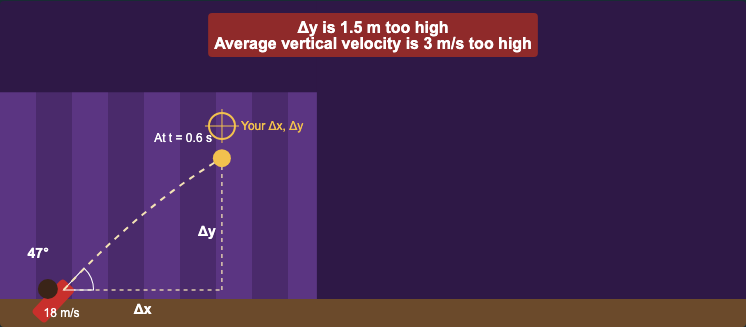 Δy is 1.5 m too high
Average vertical velocity is 3 m/s too high
Your Δx, Δy
At t = 0.6 s
Δy
47°
18 m/s
Δx